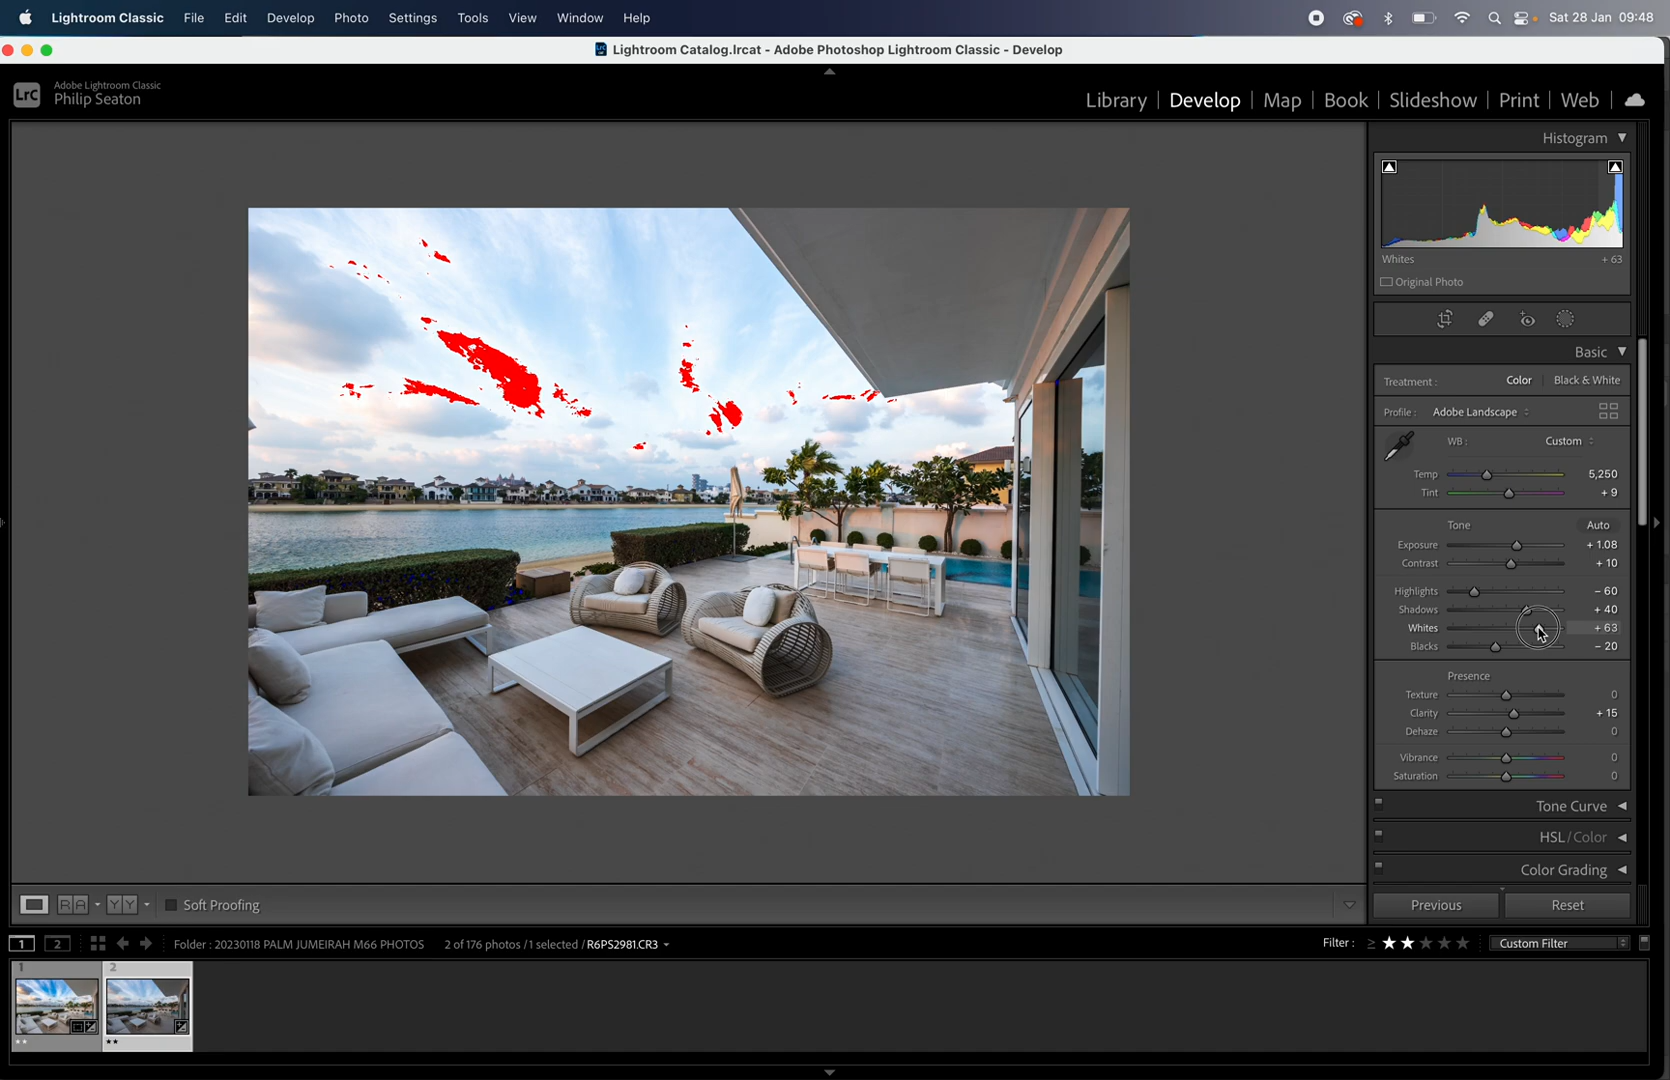 Lightroom Classic File Edit Develop Photo Settings Tools View Window Help Sat 28 Jan 09:48
Lrc Lightroom Catalog.lrcat - Adobe Photoshop Lightroom Classic - Develop
LrC Adobe Lightroom Classic
Philip Seaton
Library | Develop | Map | Book | Slideshow | Print | Web
Histogram
Whites + 63
Original Photo
Basic
Treatment : Color Black & White
Profile : Adobe Landscape
WB : Custom
Temp 5,250
Tint + 9
Tone Auto
Exposure + 1.08
Contrast + 10
Highlights − 60
Shadows + 40
Whites + 63
Blacks − 20
Presence
Texture 0
Clarity + 15
Dehaze 0
Vibrance 0
Saturation 0
Tone Curve
HSL / Color
Color Grading
R A Y Y Soft Proofing Previous Reset
1 2 Folder : 20230118 PALM JUMEIRAH M66 PHOTOS 2 of 176 photos / 1 selected / R6PS2981.CR3 Filter : ≥ ★★★★★ Custom Filter
1 2
★★ ★★